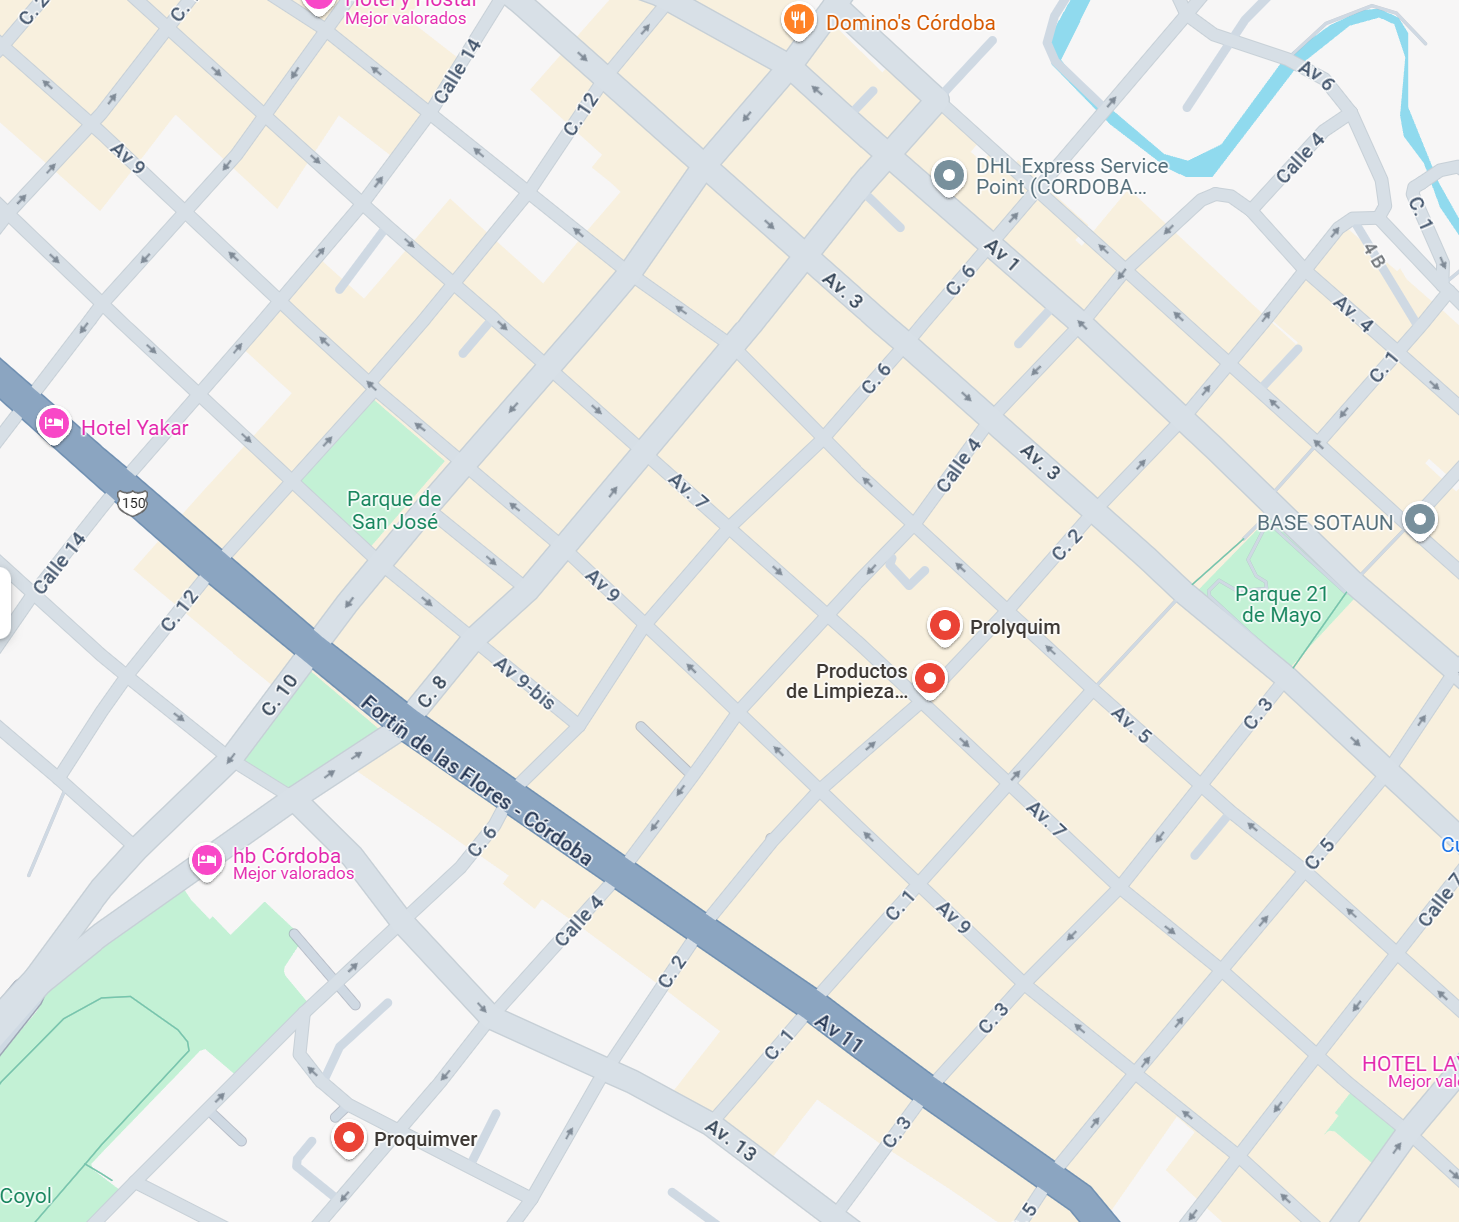 Mejor valorados
Domino's Córdoba
Calle 14
C. 12
Av 9
Av 6
Calle 4
DHL Express Service
Point (CORDOBA...
C. 1
4 B
Av 1
C. 6
Av. 3
Av. 4
C. 1
C. 6
Hotel Yakar
150
Calle 4
Av. 3
Av. 7
Parque de
San José
BASE SOTAUN
C. 2
Calle 14
Av 9
C. 12
Parque 21
de Mayo
Prolyquim
Productos
de Limpieza...
Av 9-bis
C. 8
C. 10
Fortín de las Flores - Córdoba
Av. 5
C. 3
Av. 7
C. 6
hb Córdoba
Mejor valorados
C. 5
Calle 7
Calle 4
C. 1
Av 9
C. 2
C. 3
C. 1
Av 11
HOTEL LA
Proquimver
Av. 13
C. 3
Coyol
5